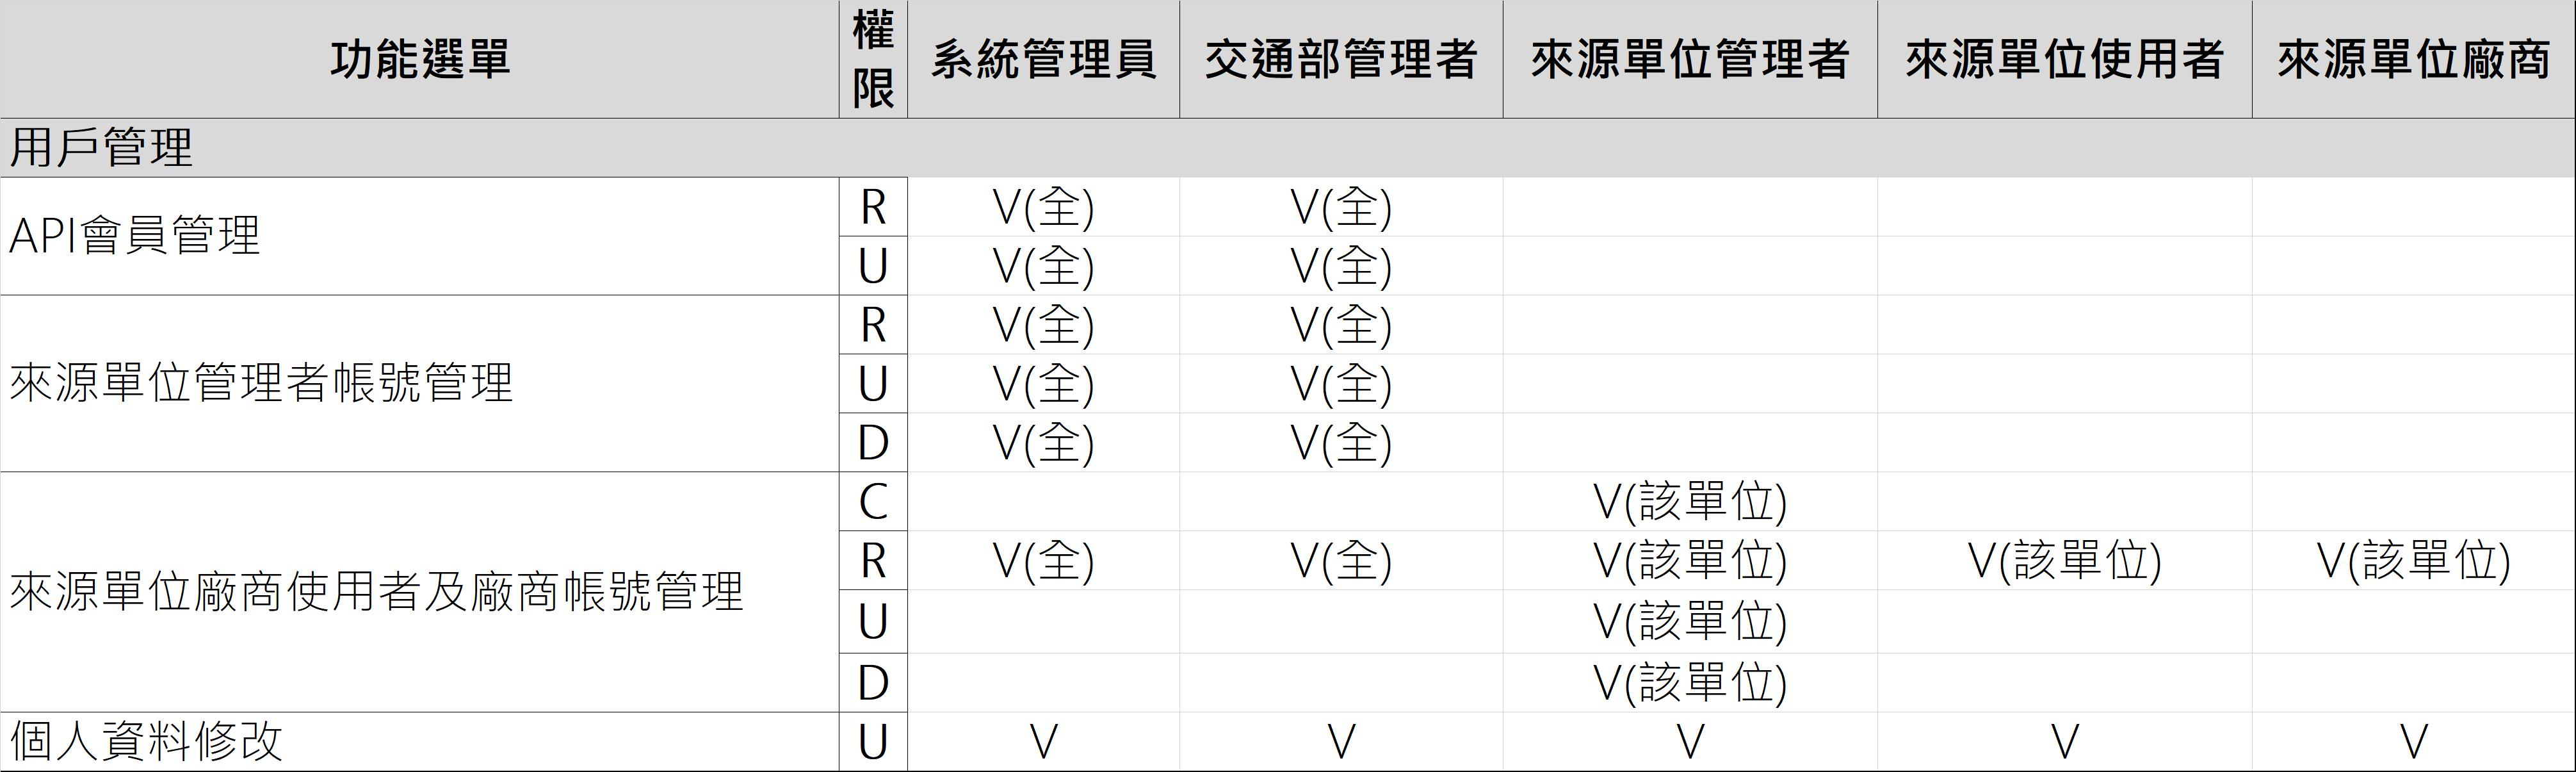 功能選單 權限 系統管理員 交通部管理者 來源單位管理者 來源單位使用者 來源單位廠商
用戶管理
API會員管理 R V(全) V(全)
U V(全) V(全)
來源單位管理者帳號管理 R V(全) V(全)
U V(全) V(全)
D V(全) V(全)
來源單位廠商使用者及廠商帳號管理 C V(該單位)
R V(全) V(全) V(該單位) V(該單位) V(該單位)
U V(該單位)
D V(該單位)
個人資料修改 U V V V V V